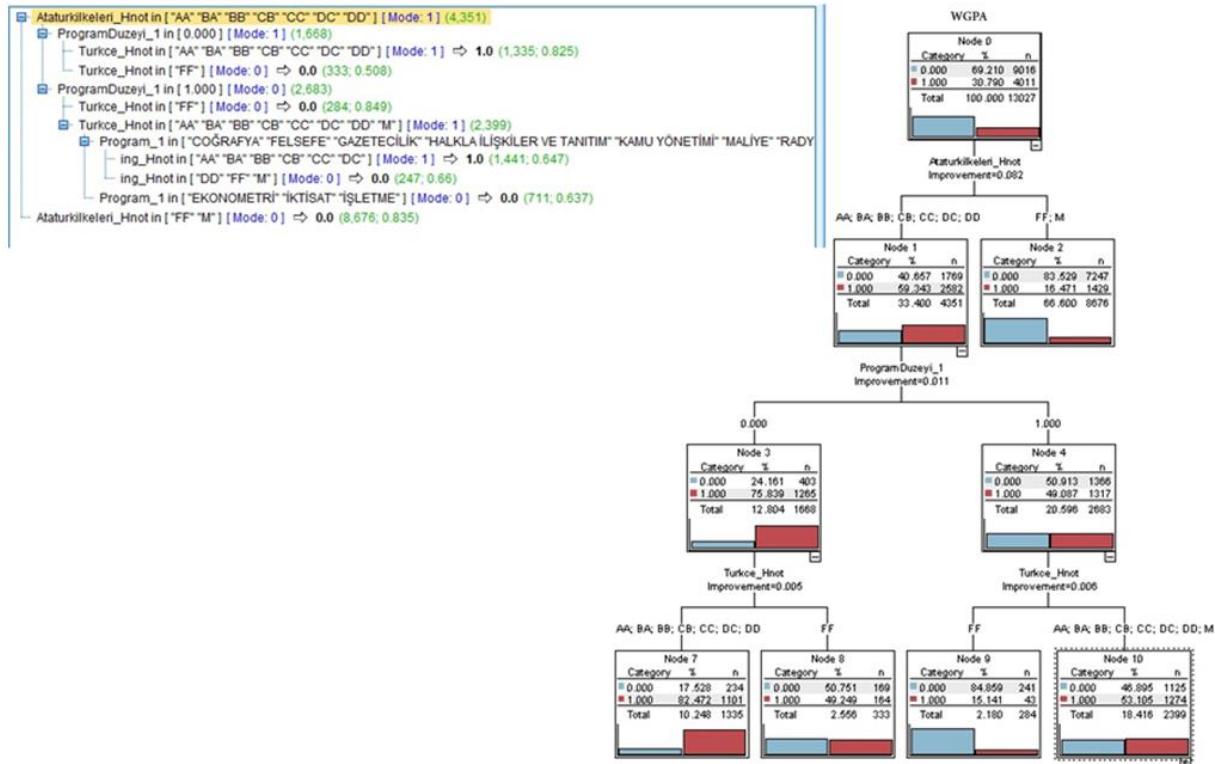 Ataturkilkeleri_Hnot in [ "AA" "BA" "BB" "CB" "CC" "DC" "DD" ] [ Mode: 1 ] (4,351)
ProgramDuzeyi_1 in [ 0.000 ] [ Mode: 1 ] (1,668)
Turkce_Hnot in [ "AA" "BA" "BB" "CB" "CC" "DC" "DD" ] [ Mode: 1 ] ⇨ 1.0 (1,335; 0.825)
Turkce_Hnot in [ "FF" ] [ Mode: 0 ] ⇨ 0.0 (333; 0.508)
ProgramDuzeyi_1 in [ 1.000 ] [ Mode: 0 ] (2,683)
Turkce_Hnot in [ "FF" ] [ Mode: 0 ] ⇨ 0.0 (284; 0.849)
Turkce_Hnot in [ "AA" "BA" "BB" "CB" "CC" "DC" "DD" "M" ] [ Mode: 1 ] (2,399)
Program_1 in [ "COĞRAFYA" "FELSEFE" "GAZETECİLİK" "HALKLA İLİŞKİLER VE TANITIM" "KAMU YÖNETİMİ" "MALİYE" "RADY
ing_Hnot in [ "AA" "BA" "BB" "CB" "CC" "DC" ] [ Mode: 1 ] ⇨ 1.0 (1,441; 0.647)
ing_Hnot in [ "DD" "FF" "M" ] [ Mode: 0 ] ⇨ 0.0 (247; 0.66)
Program_1 in [ "EKONOMETRİ" "İKTİSAT" "İŞLETME" ] [ Mode: 0 ] ⇨ 0.0 (711; 0.637)
Ataturkilkeleri_Hnot in [ "FF" "M" ] [ Mode: 0 ] ⇨ 0.0 (8,676; 0.835)
WGPA
Node 0
Category % n
0.000 69.210 9016
1.000 30.790 4011
Total 100.000 13027
Ataturkilkeleri_Hnot
Improvement=0.082
AA; BA; BB; CB; CC; DC; DD
FF; M
Node 1
Category % n
0.000 40.657 1769
1.000 59.343 2582
Total 33.400 4351
Node 2
Category % n
0.000 83.529 7247
1.000 16.471 1429
Total 66.600 8676
ProgramDuzeyi_1
Improvement=0.011
0.000
1.000
Node 3
Category % n
0.000 24.161 403
1.000 75.839 1265
Total 12.804 1668
Node 4
Category % n
0.000 50.913 1366
1.000 49.087 1317
Total 20.596 2683
Turkce_Hnot
Improvement=0.005
Turkce_Hnot
Improvement=0.006
AA; BA; BB; CB; CC; DC; DD
FF
FF
AA; BA; BB; CB; CC; DC; DD; M
Node 7
Category % n
0.000 17.528 234
1.000 82.472 1101
Total 10.248 1335
Node 8
Category % n
0.000 50.751 169
1.000 49.249 164
Total 2.556 333
Node 9
Category % n
0.000 84.859 241
1.000 15.141 43
Total 2.180 284
Node 10
Category % n
0.000 46.895 1125
1.000 53.105 1274
Total 18.416 2399